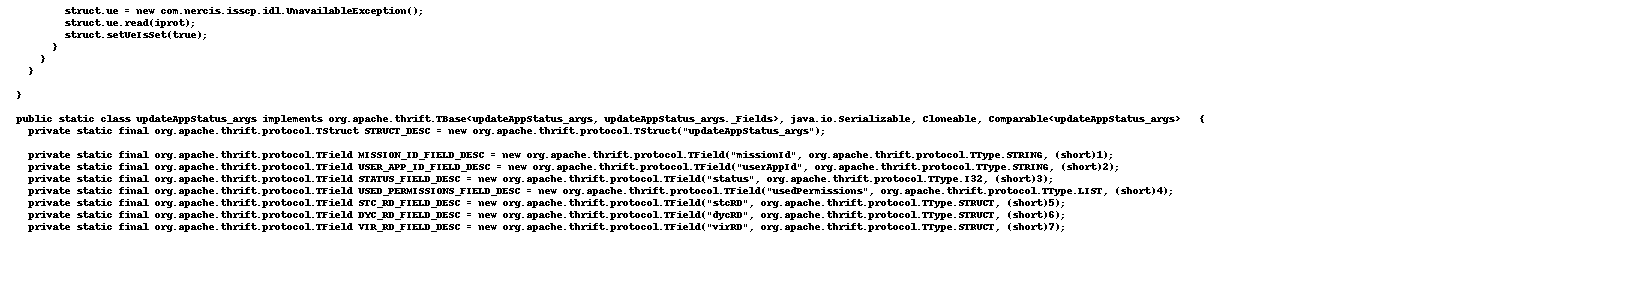 struct.ue = new com.nercis.isscp.idl.UnavailableException();
struct.ue.read(iprot);
struct.setUeIsSet(true);
}
}
}
}
public static class updateAppStatus_args implements org.apache.thrift.TBase<updateAppStatus_args, updateAppStatus_args._Fields>, java.io.Serializable, Cloneable, Comparable<updateAppStatus_args>   {
private static final org.apache.thrift.protocol.TStruct STRUCT_DESC = new org.apache.thrift.protocol.TStruct("updateAppStatus_args");
private static final org.apache.thrift.protocol.TField MISSION_ID_FIELD_DESC = new org.apache.thrift.protocol.TField("missionId", org.apache.thrift.protocol.TType.STRING, (short)1);
private static final org.apache.thrift.protocol.TField USER_APP_ID_FIELD_DESC = new org.apache.thrift.protocol.TField("userAppId", org.apache.thrift.protocol.TType.STRING, (short)2);
private static final org.apache.thrift.protocol.TField STATUS_FIELD_DESC = new org.apache.thrift.protocol.TField("status", org.apache.thrift.protocol.TType.I32, (short)3);
private static final org.apache.thrift.protocol.TField USED_PERMISSIONS_FIELD_DESC = new org.apache.thrift.protocol.TField("usedPermissions", org.apache.thrift.protocol.TType.LIST, (short)4);
private static final org.apache.thrift.protocol.TField STC_RD_FIELD_DESC = new org.apache.thrift.protocol.TField("stcRD", org.apache.thrift.protocol.TType.STRUCT, (short)5);
private static final org.apache.thrift.protocol.TField DYC_RD_FIELD_DESC = new org.apache.thrift.protocol.TField("dycRD", org.apache.thrift.protocol.TType.STRUCT, (short)6);
private static final org.apache.thrift.protocol.TField VIR_RD_FIELD_DESC = new org.apache.thrift.protocol.TField("virRD", org.apache.thrift.protocol.TType.STRUCT, (short)7);